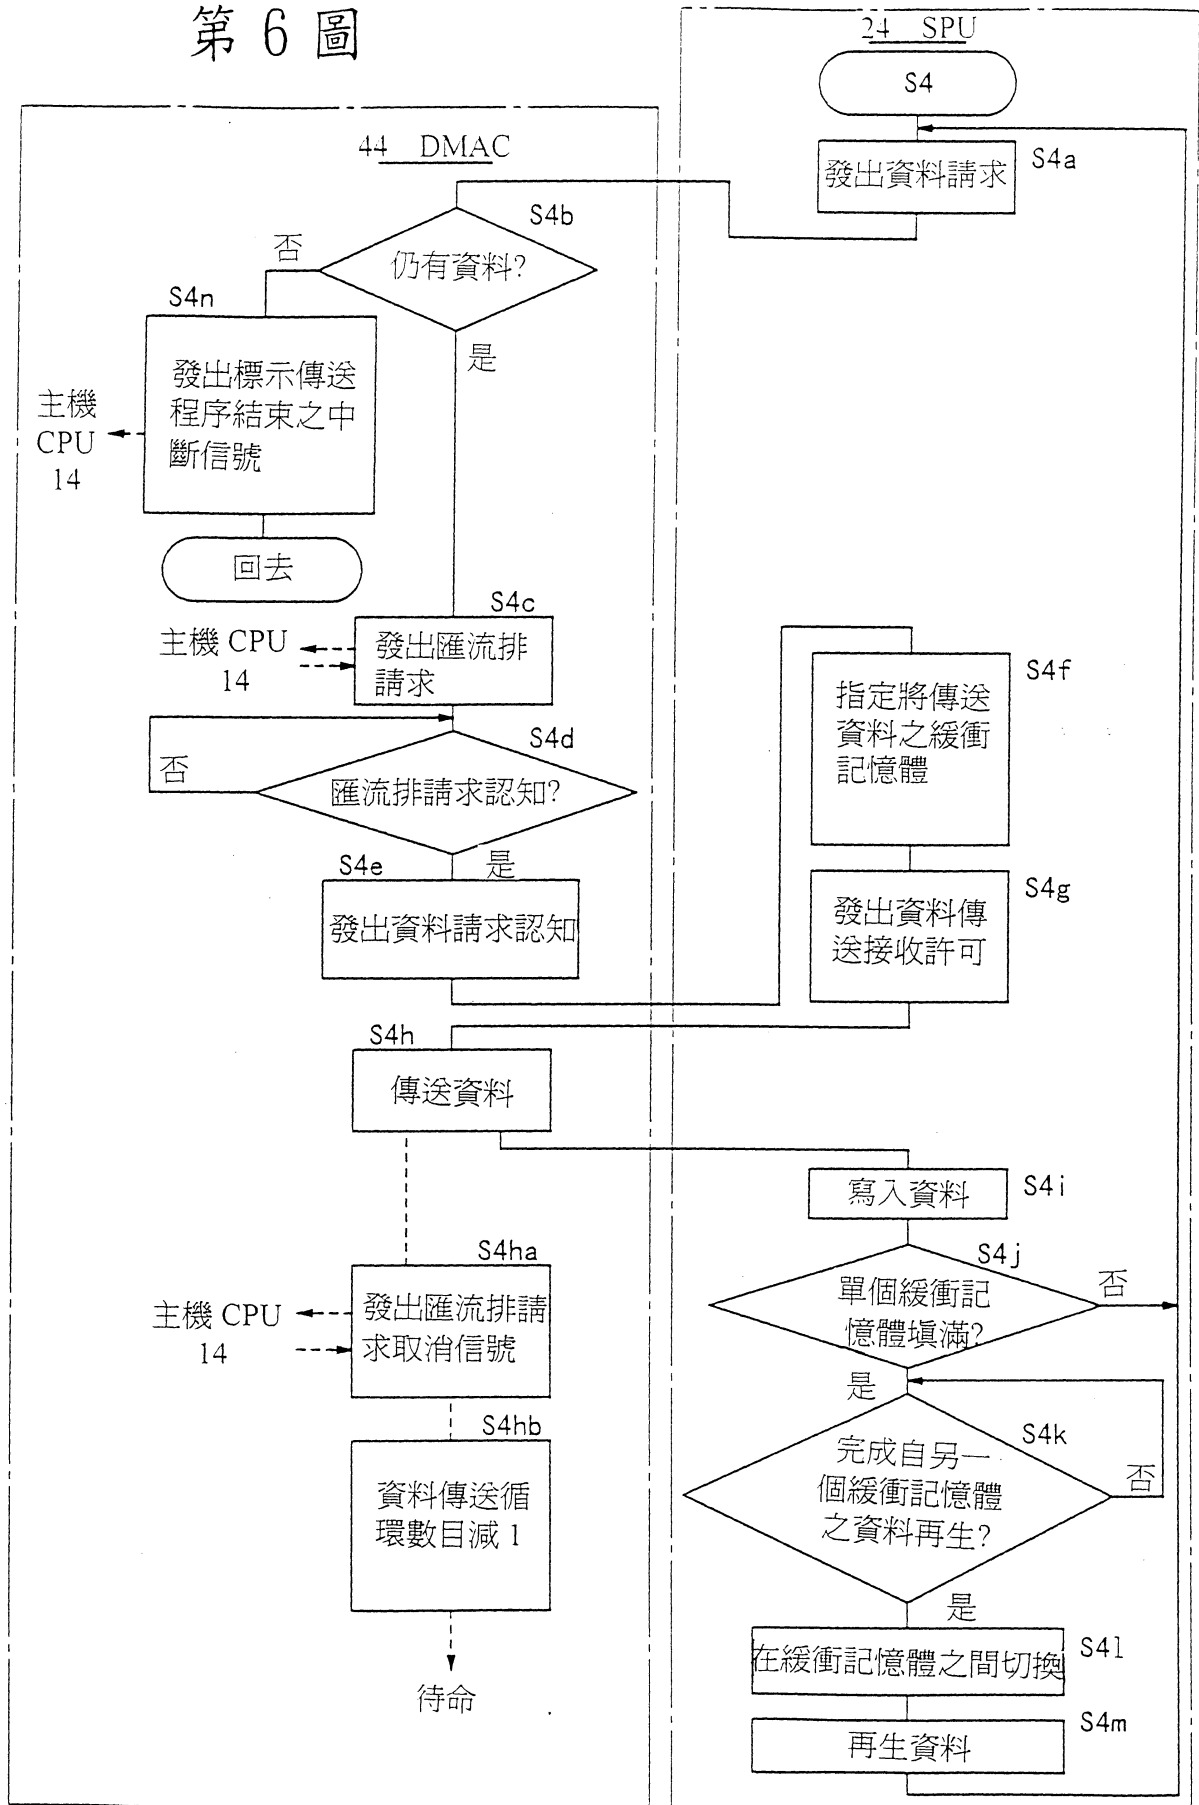 第 6 圖
24 SPU
S4
44 DMAC
發出資料請求
S4a
S4b
仍有資料?
否
是
S4n
發出標示傳送
程序結束之中
斷信號
主機
CPU
14
回去
S4c
發出匯流排
請求
主機 CPU
14
S4d
匯流排請求認知?
否
是
S4e
發出資料請求認知
S4f
指定將傳送
資料之緩衝
記憶體
S4g
發出資料傳
送接收許可
S4h
傳送資料
寫入資料
S4i
S4ha
發出匯流排請
求取消信號
主機 CPU
14
S4j
單個緩衝記
憶體填滿?
否
是
S4hb
資料傳送循
環數目減 1
待命
S4k
完成自另一
個緩衝記憶體
之資料再生?
否
是
在緩衝記憶體之間切換
S4l
再生資料
S4m